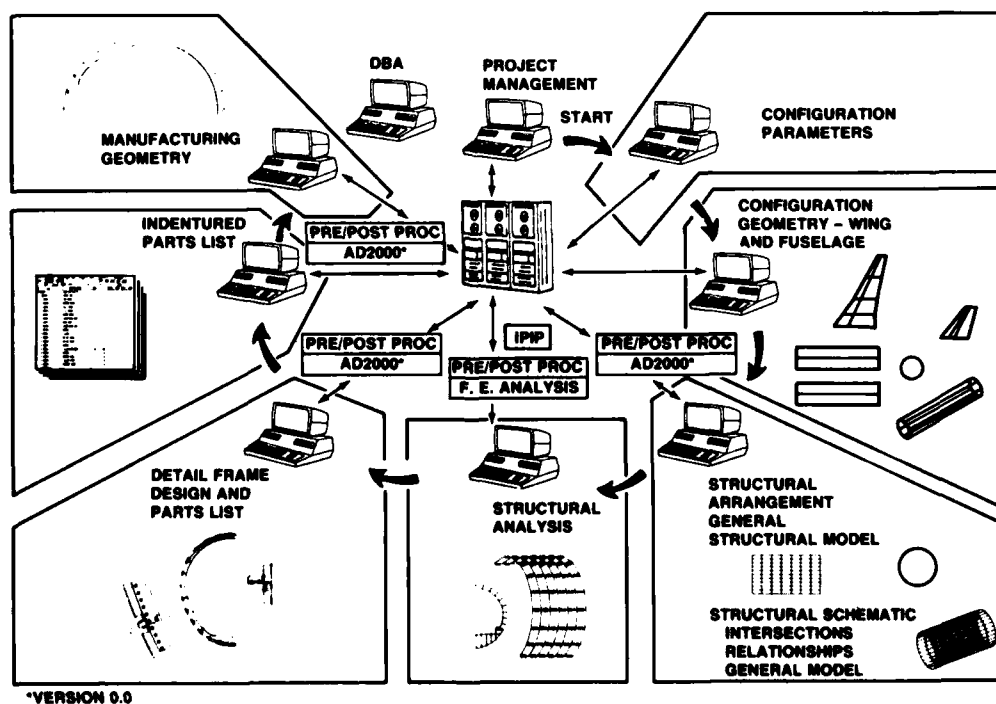 DBA
PROJECT
MANAGEMENT
START
CONFIGURATION
PARAMETERS
MANUFACTURING
GEOMETRY
INDENTURED
PARTS LIST
PRE/POST PROC
AD2000*
CONFIGURATION
GEOMETRY – WING
AND FUSELAGE
PRE/POST PROC
AD2000*
IPIP
PRE/POST PROC
F. E. ANALYSIS
PRE/POST PROC
AD2000*
DETAIL FRAME
DESIGN AND
PARTS LIST
STRUCTURAL
ANALYSIS
STRUCTURAL
ARRANGEMENT
GENERAL
STRUCTURAL MODEL
STRUCTURAL SCHEMATIC
INTERSECTIONS
RELATIONSHIPS
GENERAL MODEL
*VERSION 0.0